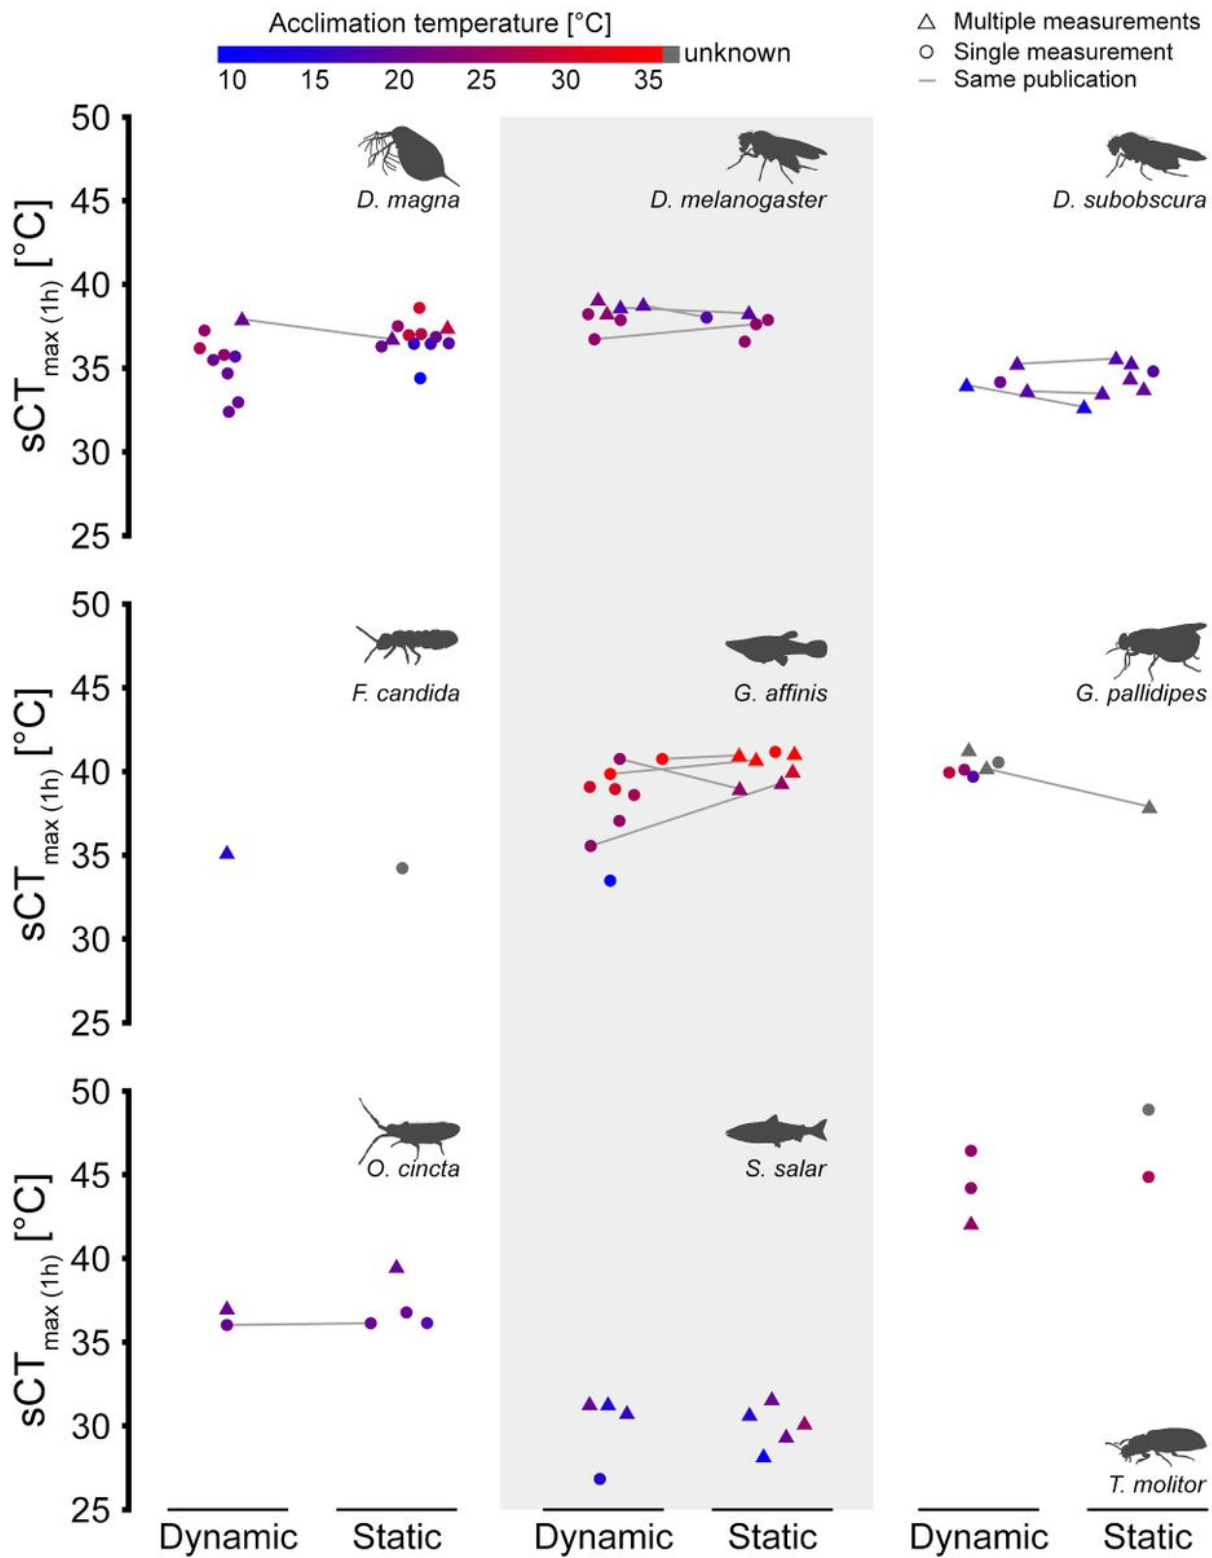 Acclimation temperature [°C]
unknown
10 15 20 25 30 35
Multiple measurements
Single measurement
Same publication
sCTmax (1h) [°C]
50
45
40
35
30
25
D. magna
D. melanogaster
D. subobscura
sCTmax (1h) [°C]
50
45
40
35
30
25
F. candida
G. affinis
G. pallidipes
sCTmax (1h) [°C]
50
45
40
35
30
25
O. cincta
S. salar
T. molitor
Dynamic Static Dynamic Static Dynamic Static